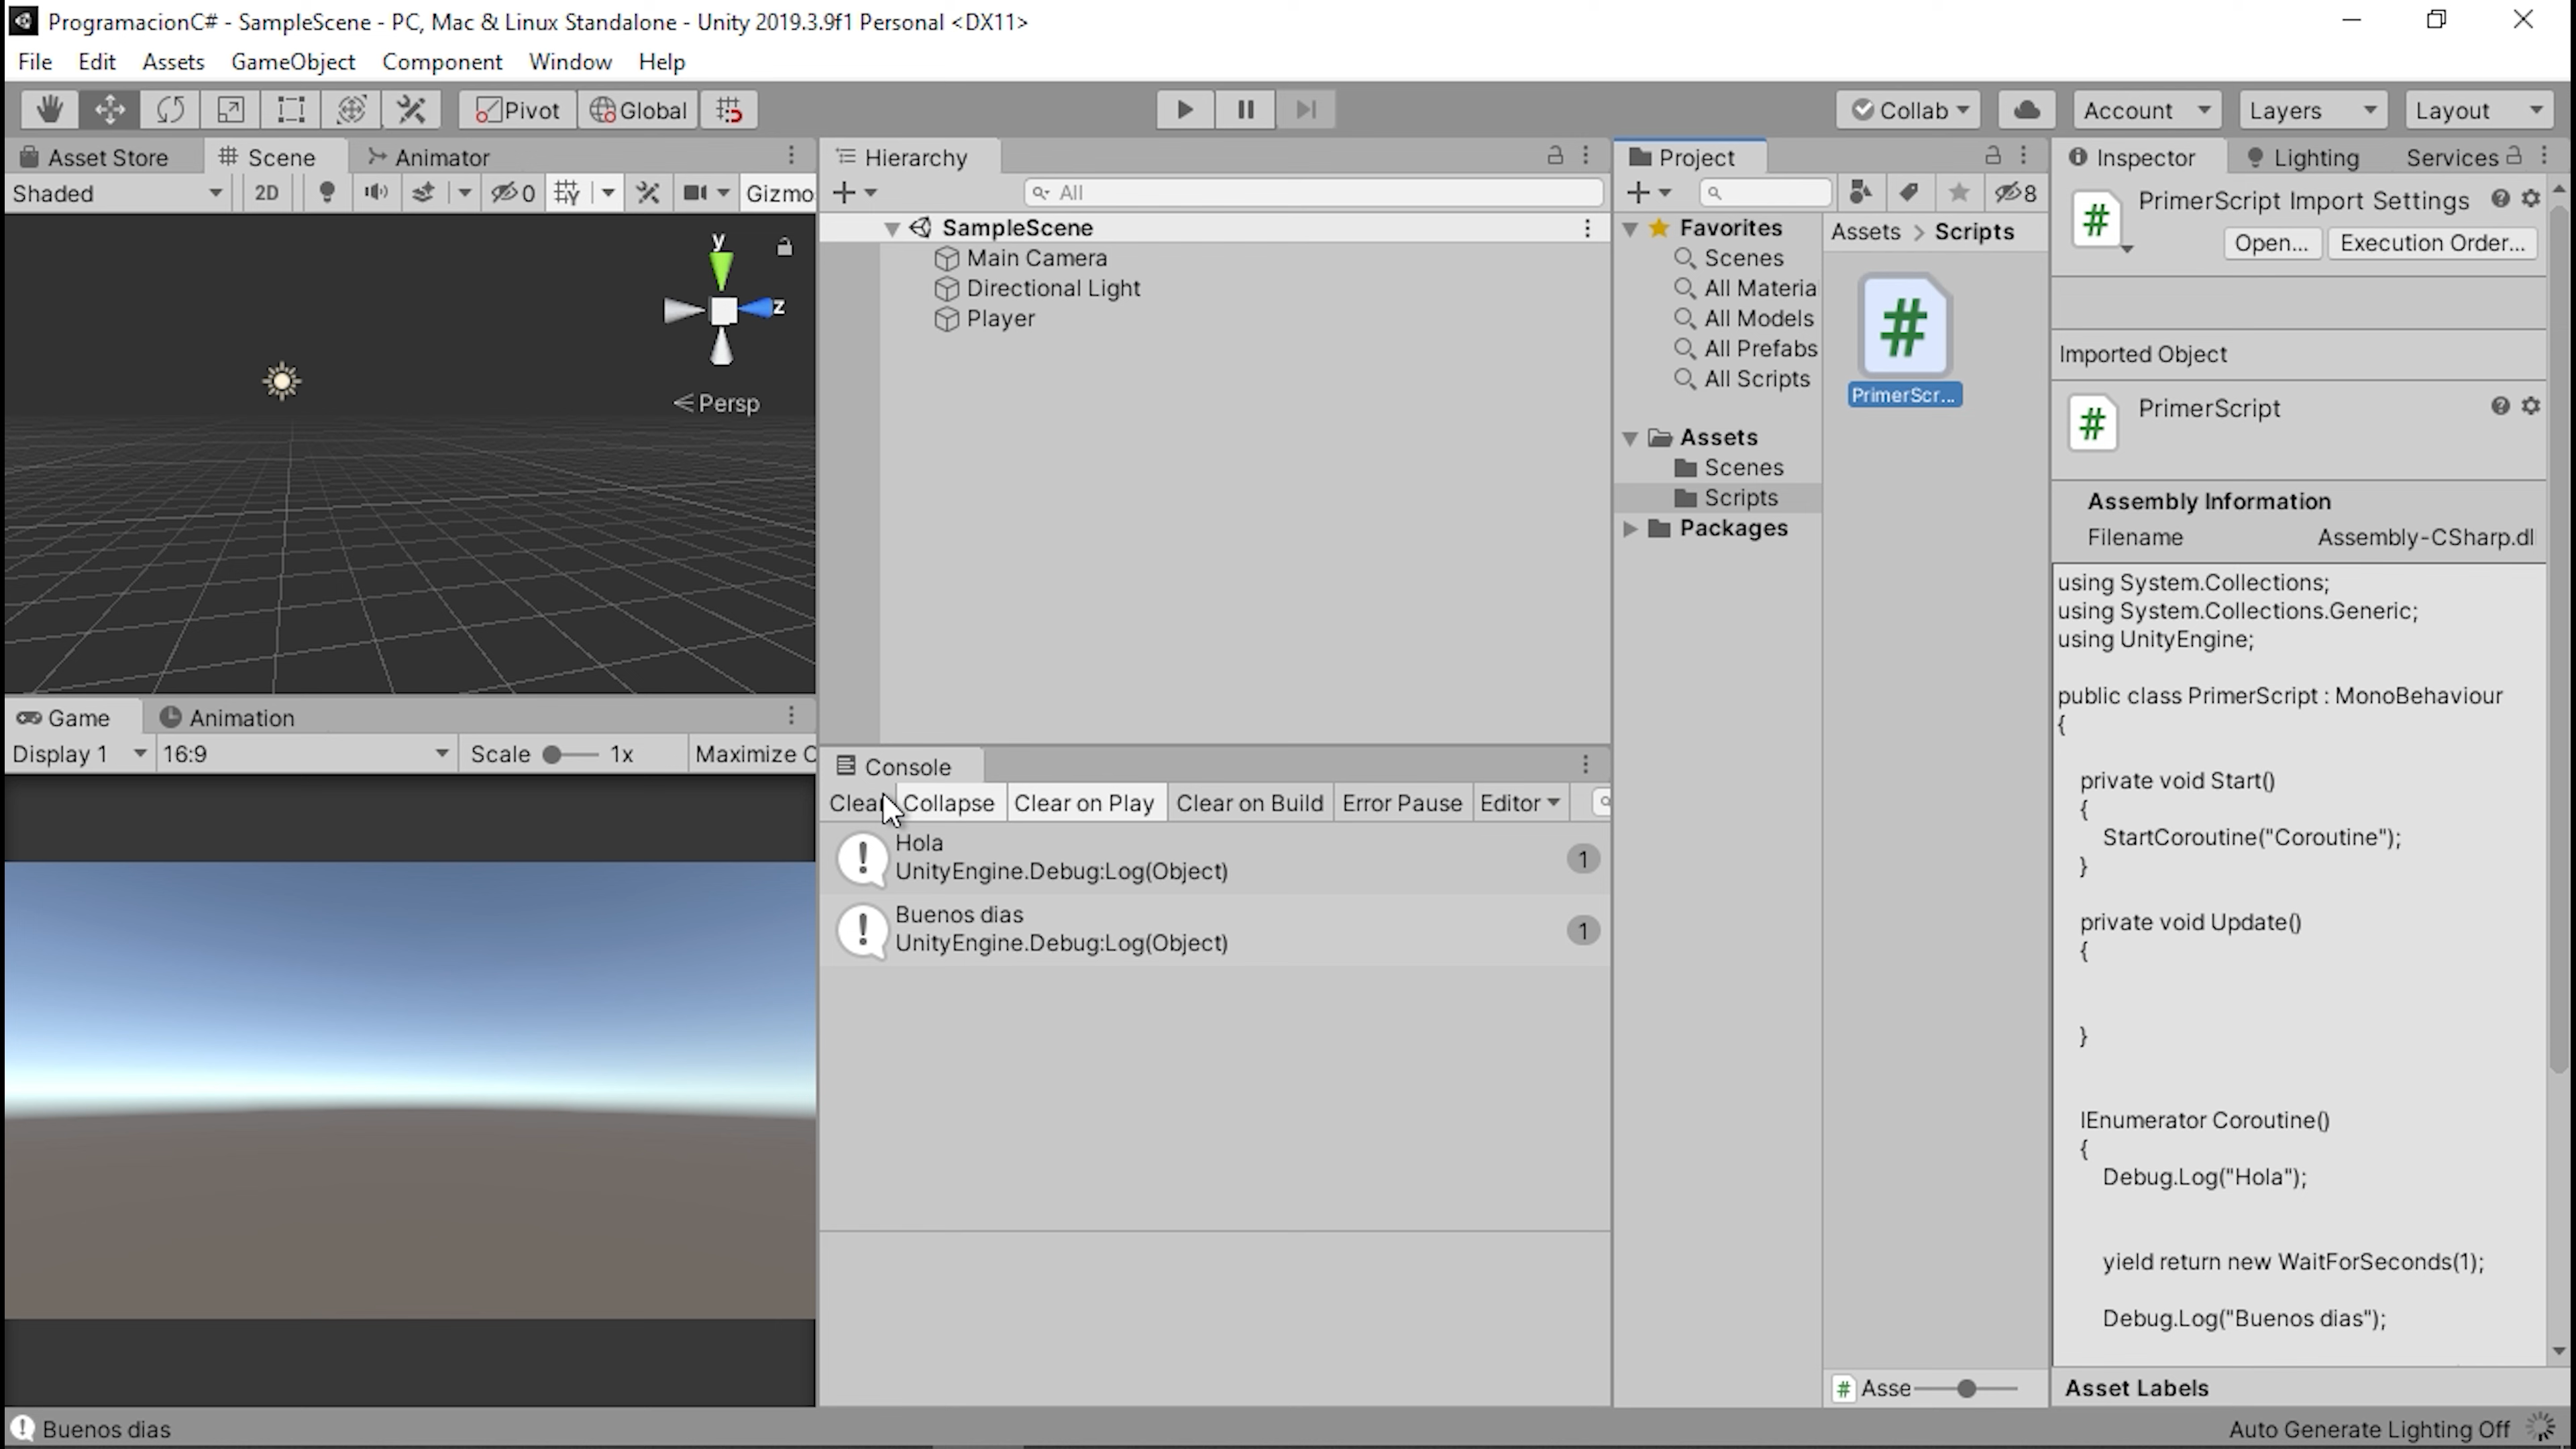 ProgramacionC# - SampleScene - PC, Mac & Linux Standalone - Unity 2019.3.9f1 Personal <DX11>
File Edit Assets GameObject Component Window Help
Pivot Global Collab Account Layers Layout
Asset Store Scene Animator
Shaded 2D 0 Gizmo
y
z
Persp
Game Animation
Display 1 16:9 Scale 1x Maximize O
Hierarchy
All
SampleScene
Main Camera
Directional Light
Player
Console
Clear Collapse Clear on Play Clear on Build Error Pause Editor
Hola
UnityEngine.Debug:Log(Object)
1
Buenos dias
UnityEngine.Debug:Log(Object)
1
Project
8
Favorites
Scenes
All Materia
All Models
All Prefabs
All Scripts
Assets
Scenes
Scripts
Packages
Assets > Scripts
#
PrimerScr...
# Asse
Inspector Lighting Services
# PrimerScript Import Settings
Open... Execution Order...
Imported Object
# PrimerScript
Assembly Information
Filename Assembly-CSharp.dl
using System.Collections;
using System.Collections.Generic;
using UnityEngine;
public class PrimerScript : MonoBehaviour
{
private void Start()
{
StartCoroutine("Coroutine");
}
private void Update()
{
}
IEnumerator Coroutine()
{
Debug.Log("Hola");
yield return new WaitForSeconds(1);
Debug.Log("Buenos dias");
Asset Labels
Buenos dias
Auto Generate Lighting Off